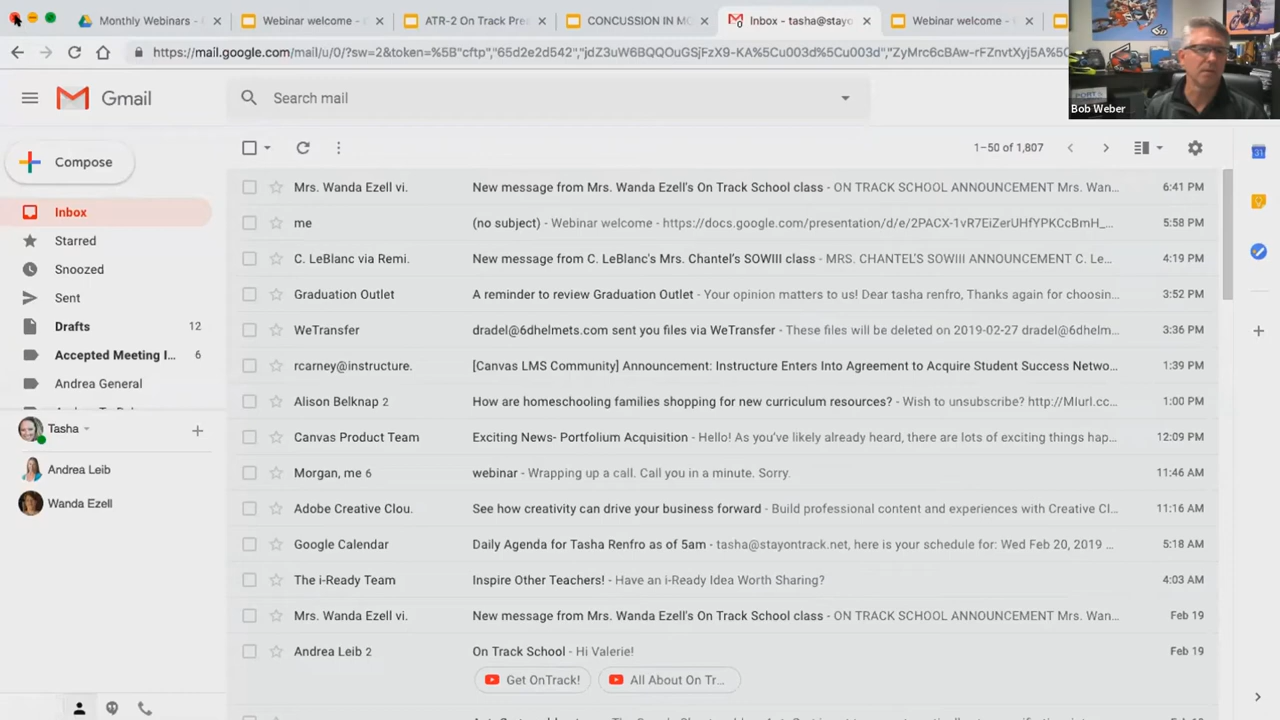 Monthly Webinars -
Webinar welcome -
ATR-2 On Track Pre
CONCUSSION IN MO
Inbox - tasha@stayo
Webinar welcome -
https://mail.google.com/mail/u/0/?sw=2&token=%5B"cftp","65d2e2d542","jdZ3uW6BQQOuGSjFzX9-KA%5Cu003d%5Cu003d","ZyMrc6cBAw-rFZnvtXyj5A%5C
Bob Weber
Gmail
Search mail
Compose
1–50 of 1,807
Inbox
Starred
Snoozed
Sent
Drafts 12
Accepted Meeting I... 6
Andrea General
Tasha
Andrea Leib
Wanda Ezell
Mrs. Wanda Ezell vi. New message from Mrs. Wanda Ezell's On Track School class - ON TRACK SCHOOL ANNOUNCEMENT Mrs. Wan... 6:41 PM
me (no subject) - Webinar welcome - https://docs.google.com/presentation/d/e/2PACX-1vR7EiZerUHfYPKCcBmH_... 5:58 PM
C. LeBlanc via Remi. New message from C. LeBlanc's Mrs. Chantel's SOWIII class - MRS. CHANTEL'S SOWIII ANNOUNCEMENT C. Le... 4:19 PM
Graduation Outlet A reminder to review Graduation Outlet - Your opinion matters to us! Dear tasha renfro, Thanks again for choosin... 3:52 PM
WeTransfer dradel@6dhelmets.com sent you files via WeTransfer - These files will be deleted on 2019-02-27 dradel@6dhelm... 3:36 PM
rcarney@instructure. [Canvas LMS Community] Announcement: Instructure Enters Into Agreement to Acquire Student Success Netwo... 1:39 PM
Alison Belknap 2 How are homeschooling families shopping for new curriculum resources? - Wish to unsubscribe? http://Mlurl.cc... 1:00 PM
Canvas Product Team Exciting News- Portfolium Acquisition - Hello! As you've likely already heard, there are lots of exciting things hap... 12:09 PM
Morgan, me 6 webinar - Wrapping up a call. Call you in a minute. Sorry. 11:46 AM
Adobe Creative Clou. See how creativity can drive your business forward - Build professional content and experiences with Creative Cl... 11:16 AM
Google Calendar Daily Agenda for Tasha Renfro as of 5am - tasha@stayontrack.net, here is your schedule for: Wed Feb 20, 2019 ... 5:18 AM
The i-Ready Team Inspire Other Teachers! - Have an i-Ready Idea Worth Sharing? 4:03 AM
Mrs. Wanda Ezell vi. New message from Mrs. Wanda Ezell's On Track School class - ON TRACK SCHOOL ANNOUNCEMENT Mrs. Wan... Feb 19
Andrea Leib 2 On Track School - Hi Valerie! Feb 19
Get OnTrack! All About On Tr...